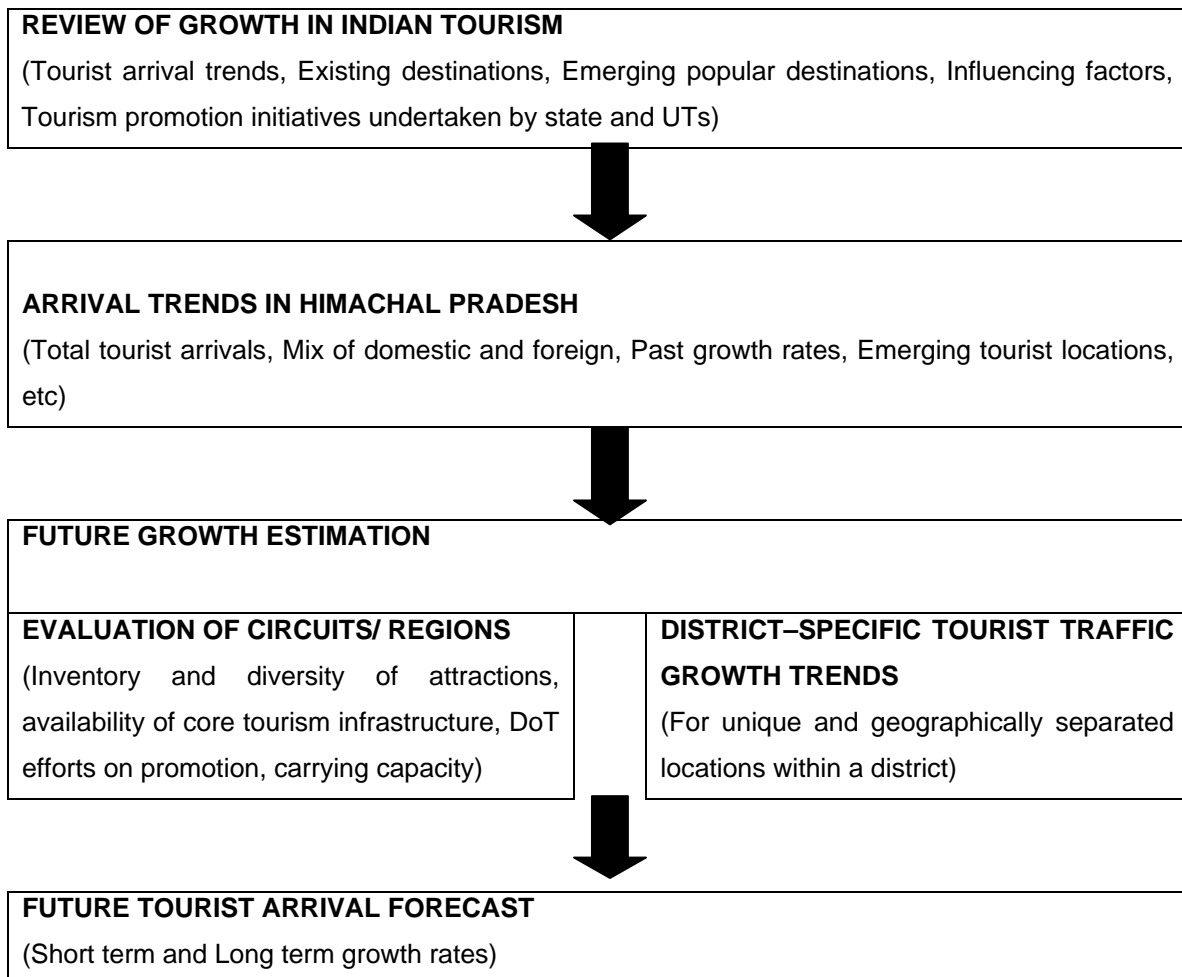 REVIEW OF GROWTH IN INDIAN TOURISM
(Tourist arrival trends, Existing destinations, Emerging popular destinations, Influencing factors,
Tourism promotion initiatives undertaken by state and UTs)
ARRIVAL TRENDS IN HIMACHAL PRADESH
(Total tourist arrivals, Mix of domestic and foreign, Past growth rates, Emerging tourist locations,
etc)
FUTURE GROWTH ESTIMATION
EVALUATION OF CIRCUITS/ REGIONS
(Inventory and diversity of attractions,
availability of core tourism infrastructure, DoT
efforts on promotion, carrying capacity)
DISTRICT–SPECIFIC TOURIST TRAFFIC
GROWTH TRENDS
(For unique and geographically separated
locations within a district)
FUTURE TOURIST ARRIVAL FORECAST
(Short term and Long term growth rates)